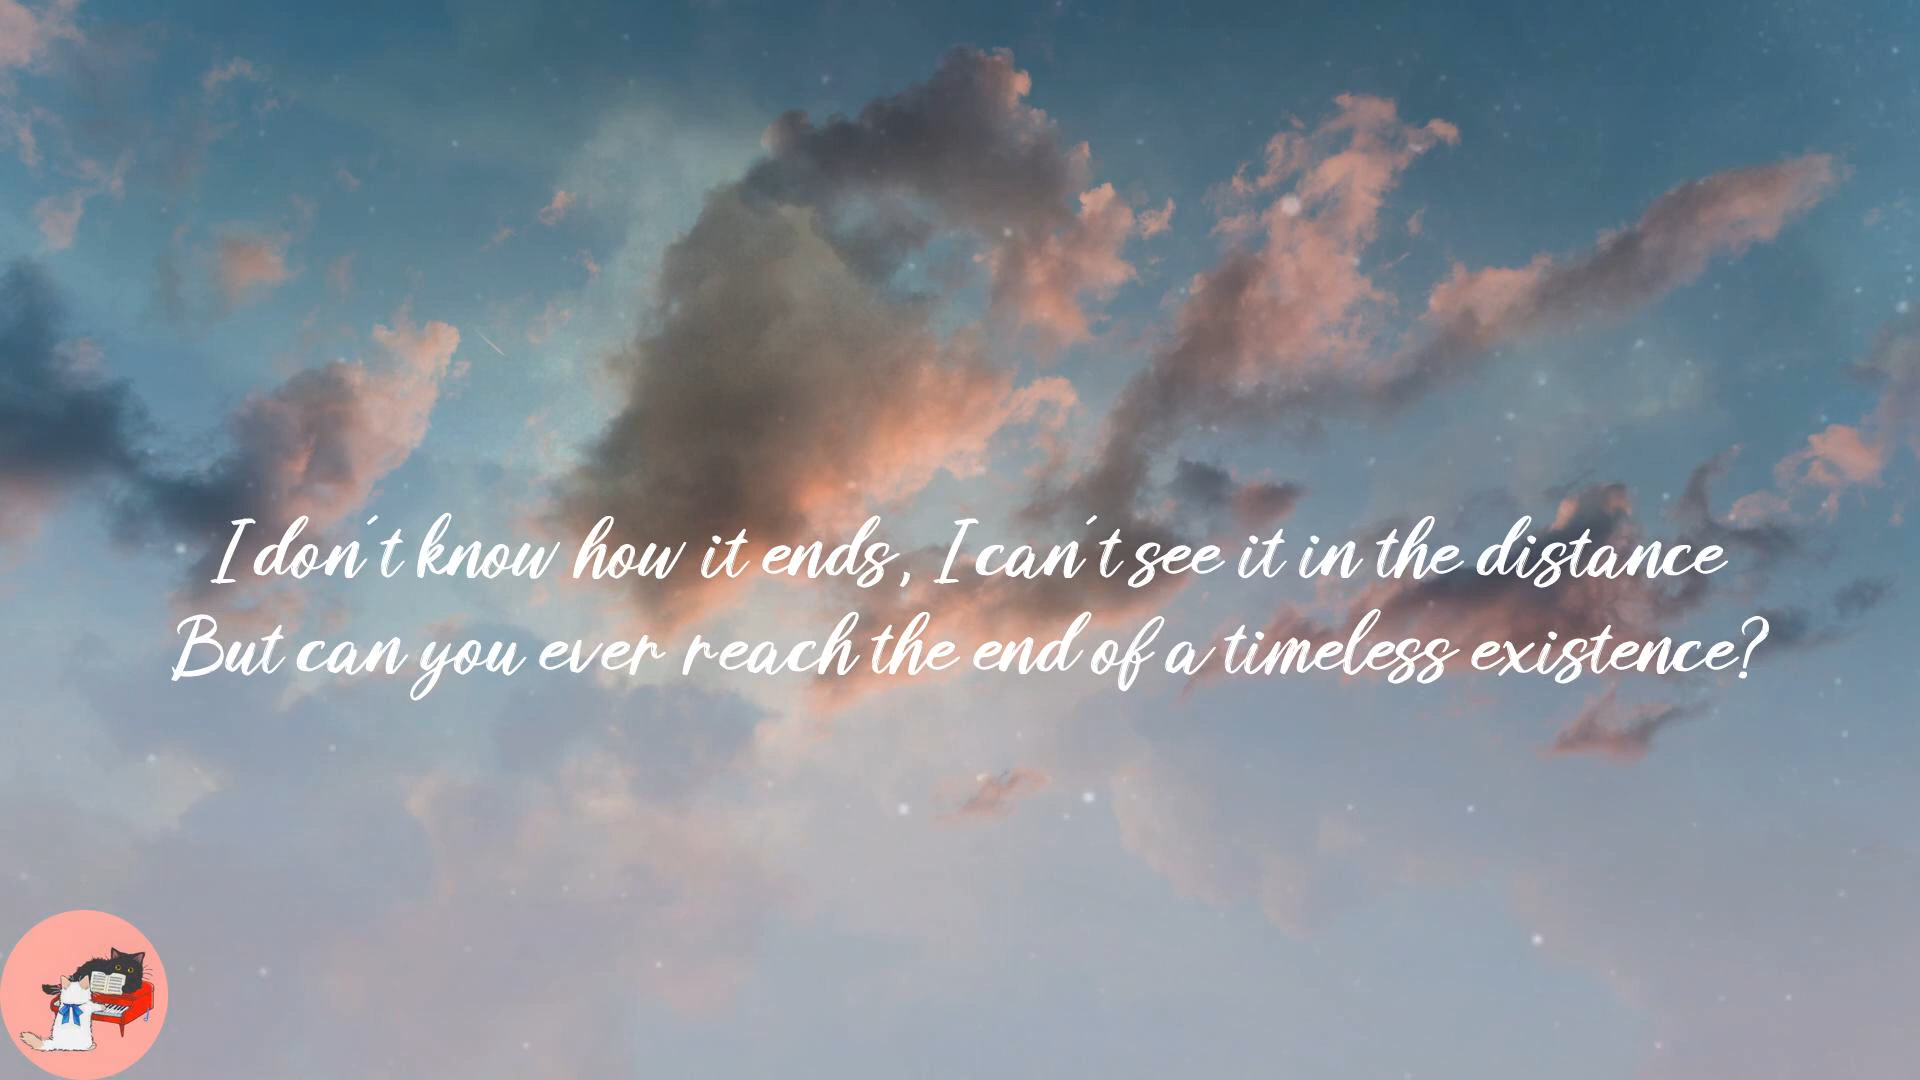 I don't know how it ends, I can't see it in the distance
But can you ever reach the end of a timeless existence?